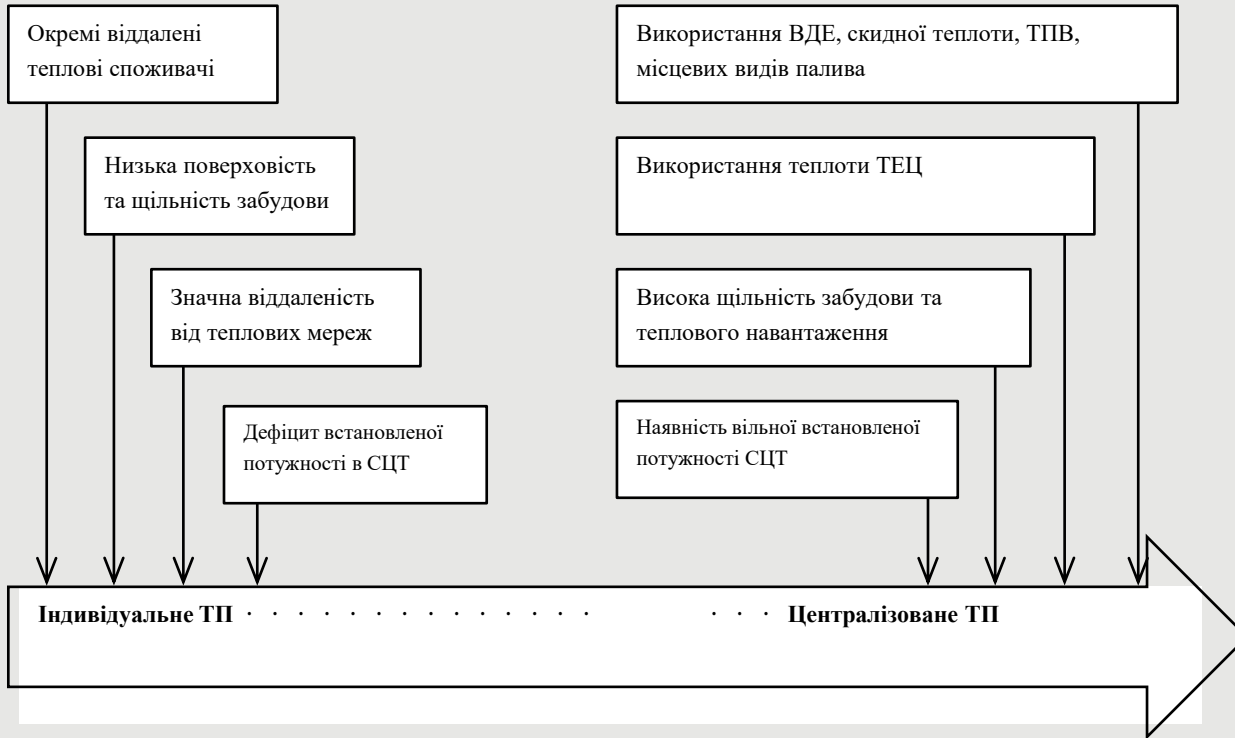 Окремі віддалені
теплові споживачі
Використання ВДЕ, скидної теплоти, ТПВ,
місцевих видів палива
Низька поверховість
та щільність забудови
Використання теплоти ТЕЦ
Значна віддаленість
від теплових мереж
Висока щільність забудови та
теплового навантаження
Дефіцит встановленої
потужності в СЦТ
Наявність вільної встановленої
потужності СЦТ
Індивідуальне ТП · · · · · · · · · · · · · · · · · Централізоване ТП